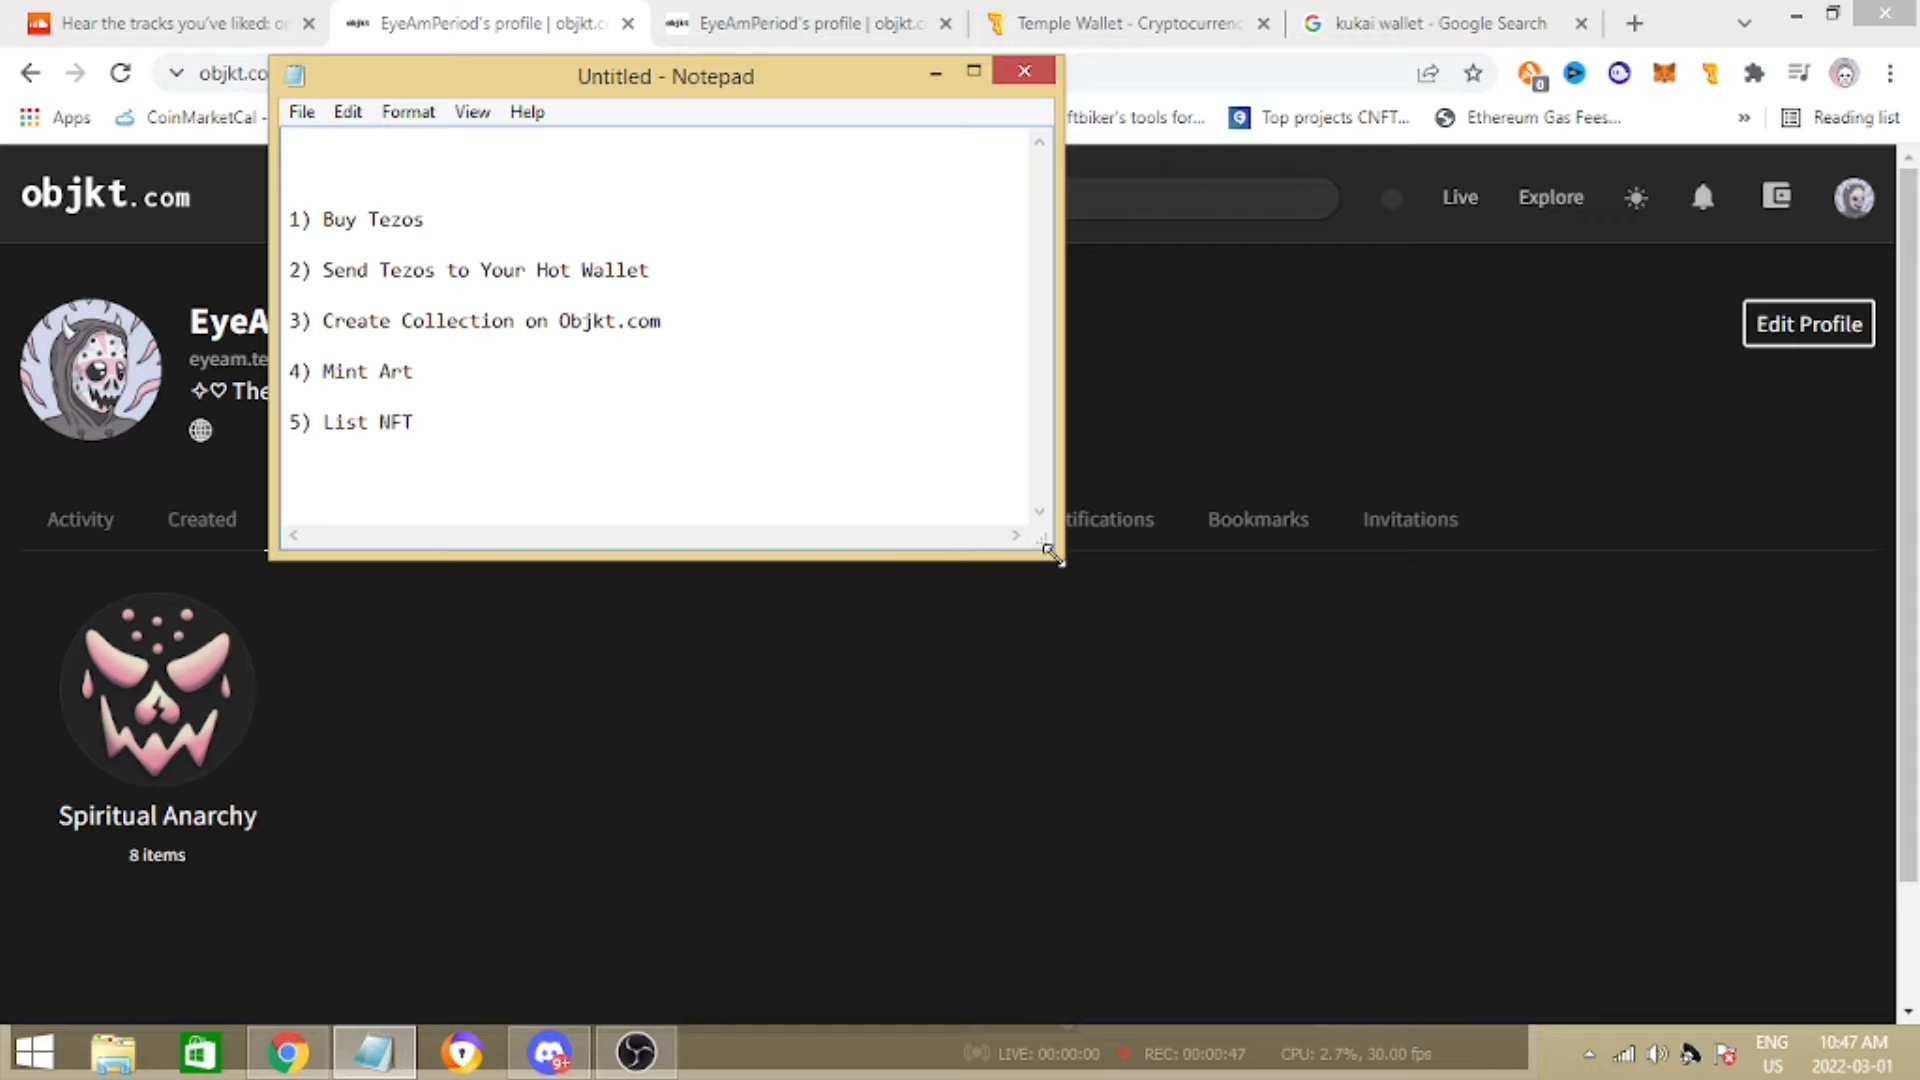 Hear the tracks you've liked: o
EyeAmPeriod's profile | objkt.c
EyeAmPeriod's profile | objkt.c
Temple Wallet - Cryptocurrenc
kukai wallet - Google Search
objkt.co
0
Apps
CoinMarketCal -
ftbiker's tools for...
Top projects CNFT...
Ethereum Gas Fees...
»
Reading list
Untitled - Notepad
File Edit Format View Help
1) Buy Tezos
2) Send Tezos to Your Hot Wallet
3) Create Collection on Objkt.com
4) Mint Art
5) List NFT
objkt.com
Live
Explore
EyeA
eyeam.te
✧♡ The
Edit Profile
Activity
Created
tifications
Bookmarks
Invitations
Spiritual Anarchy
8 items
9+
LIVE: 00:00:00
REC: 00:00:47
CPU: 2.7%, 30.00 fps
ENG
US
10:47 AM
2022-03-01